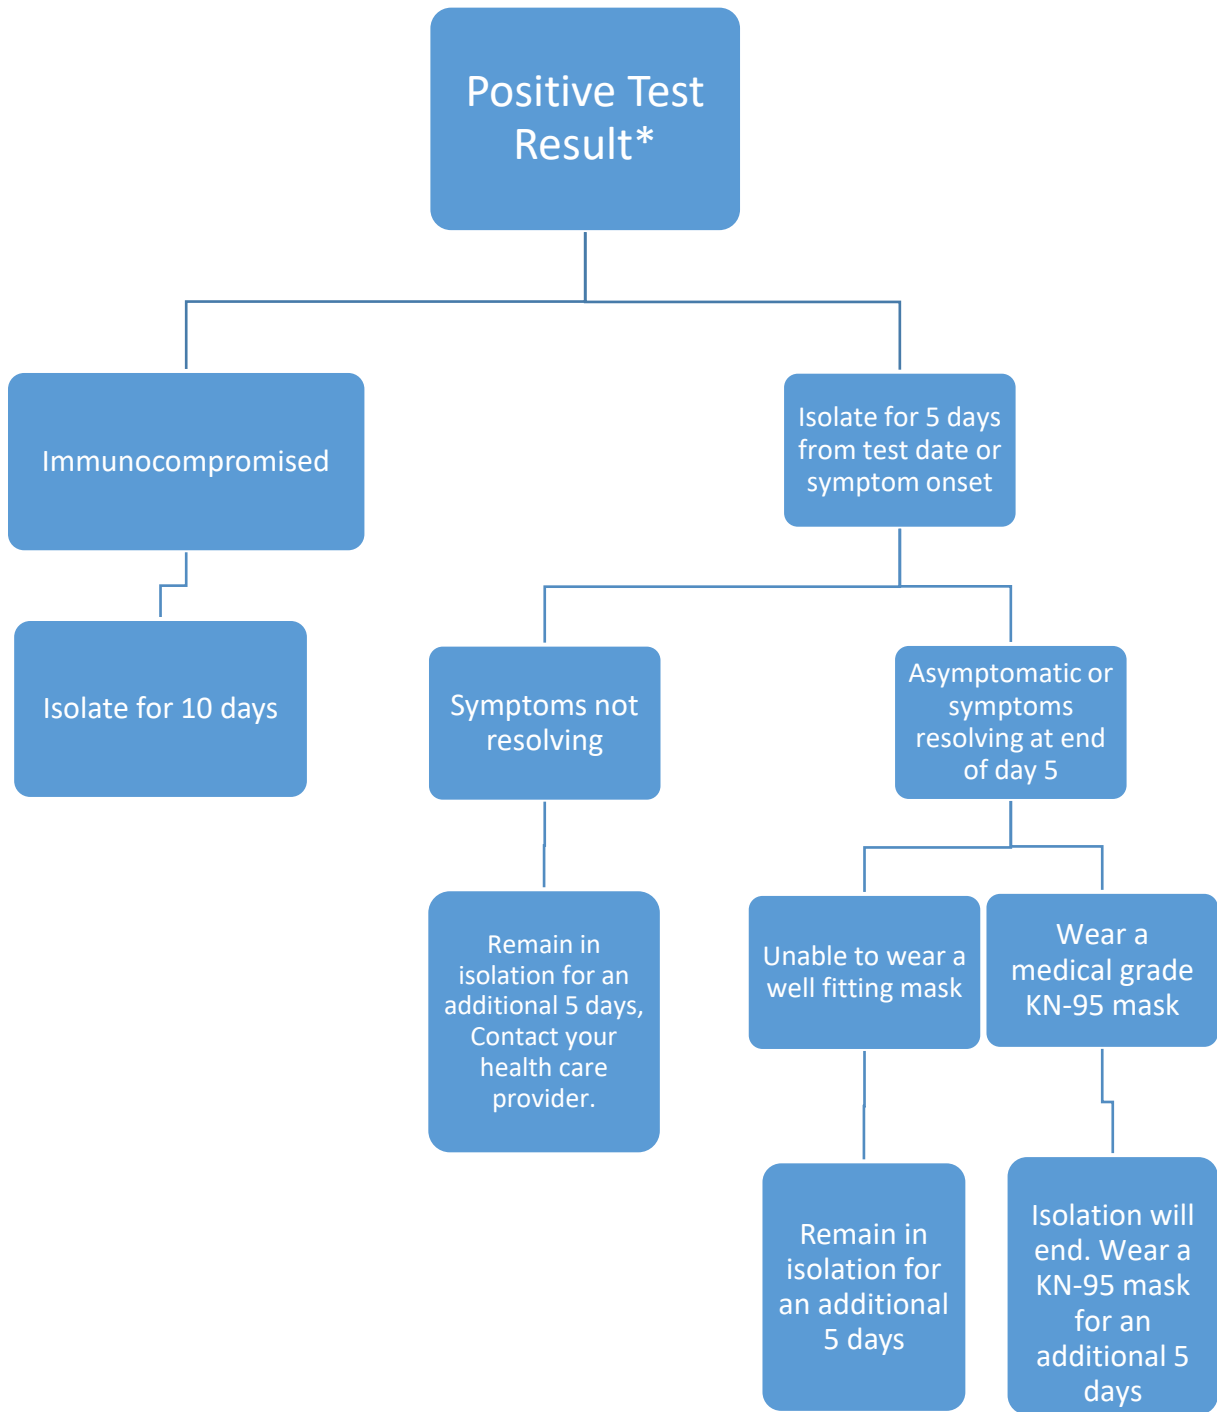 Positive Test
Result*
Immunocompromised
Isolate for 5 days
from test date or
symptom onset
Isolate for 10 days
Symptoms not
resolving
Asymptomatic or
symptoms
resolving at end
of day 5
Remain in
isolation for an
additional 5 days,
Contact your
health care
provider.
Unable to wear a
well fitting mask
Wear a
medical grade
KN-95 mask
Remain in
isolation for
an additional
5 days
Isolation will
end. Wear a
KN-95 mask
for an
additional 5
days